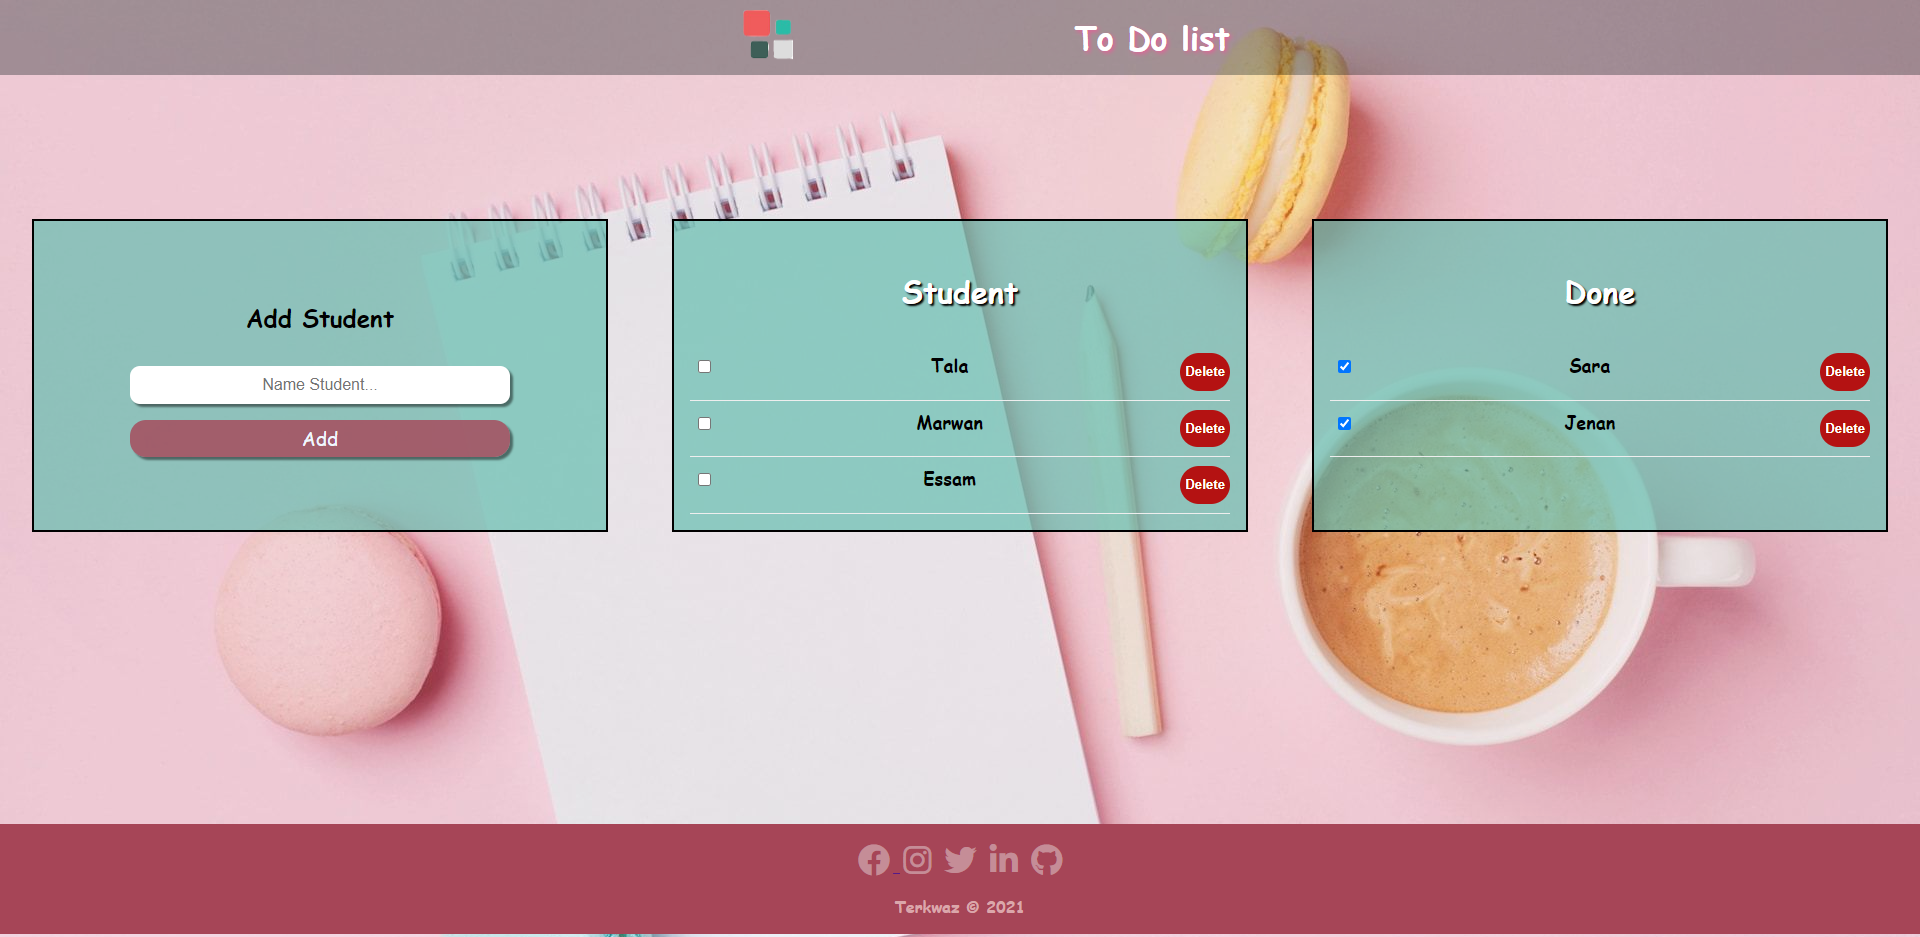 To Do list
Add Student
Name Student...
Add
Student
Tala
Delete
Marwan
Delete
Essam
Delete
Done
Sara
Delete
Jenan
Delete
Terkwaz © 2021